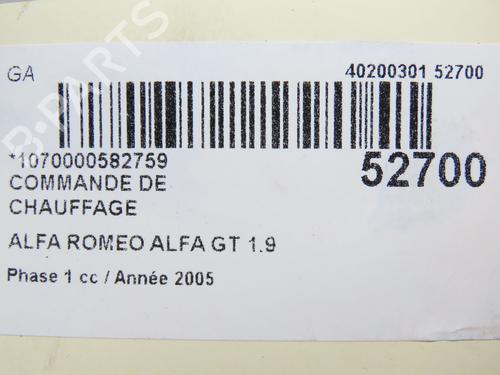 GA
40200301 52700
*1070000582759
52700
COMMANDE DE
CHAUFFAGE
ALFA ROMEO ALFA GT 1.9
Phase 1 cc / Année 2005
B-PARTS